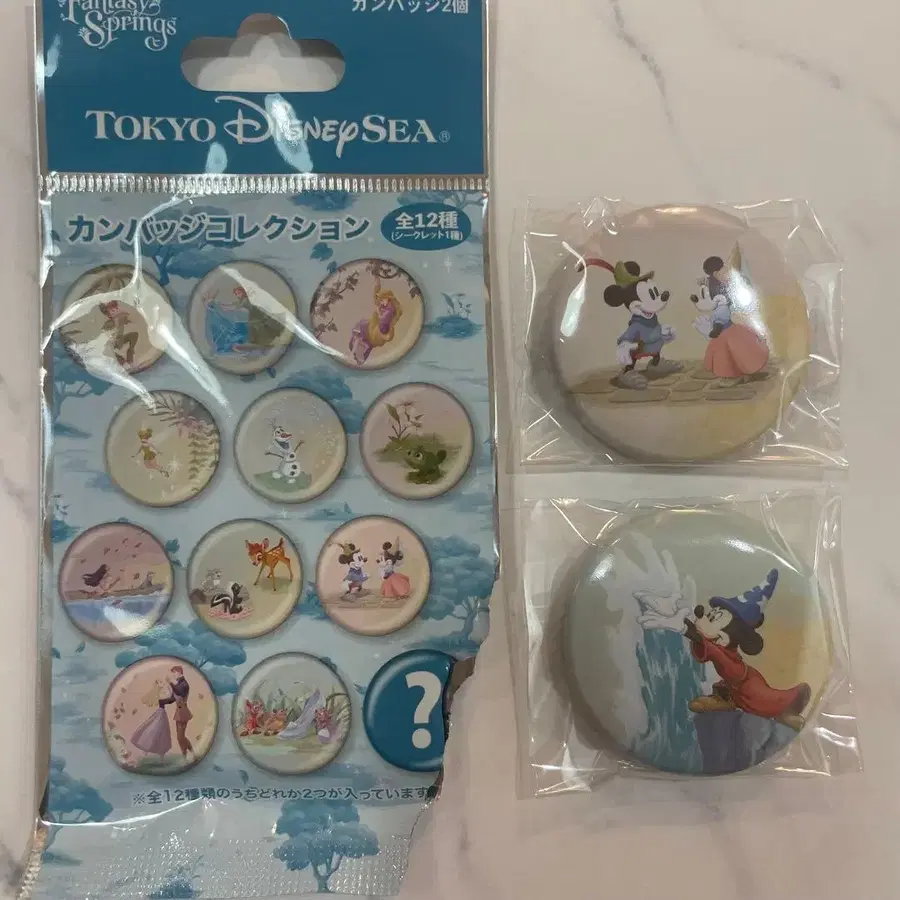 Fantasy
Springs
カンバッジ2個
TOKYO DISNEYSEA®
カンバッジコレクション
全12種
(シークレット1種)
?
※全12種類のうちどれか2つが入っています